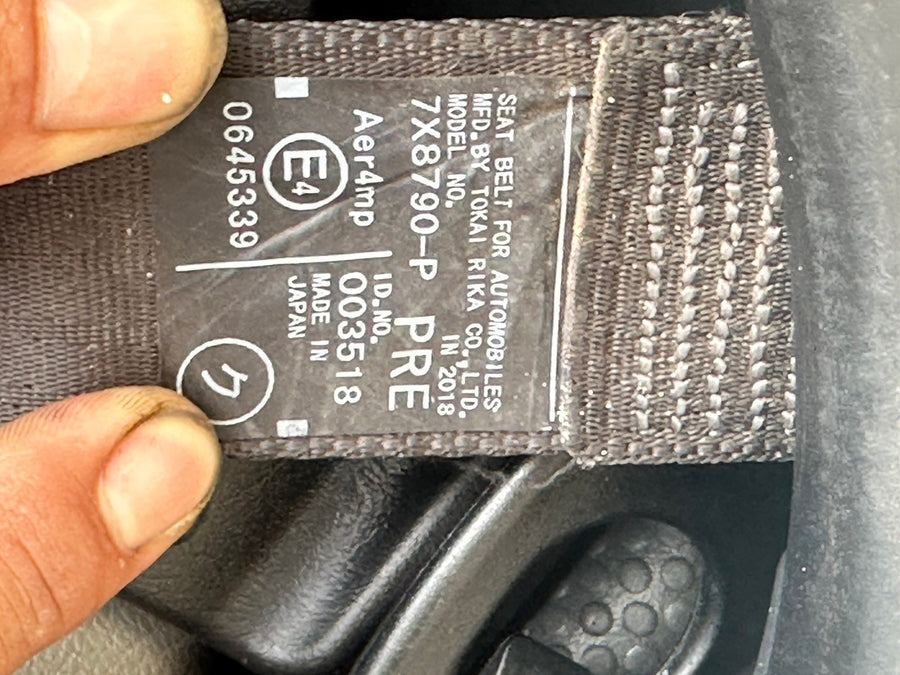 SEAT BELT FOR AUTOMOBILES
MFD.BY TOKAI RIKA CO.,LTD.
MODEL NO. IN 2018
7X8790-P PRE
Aer4mp
E4
0645339
ID.NO.
003518
MADE IN
JAPAN
ク